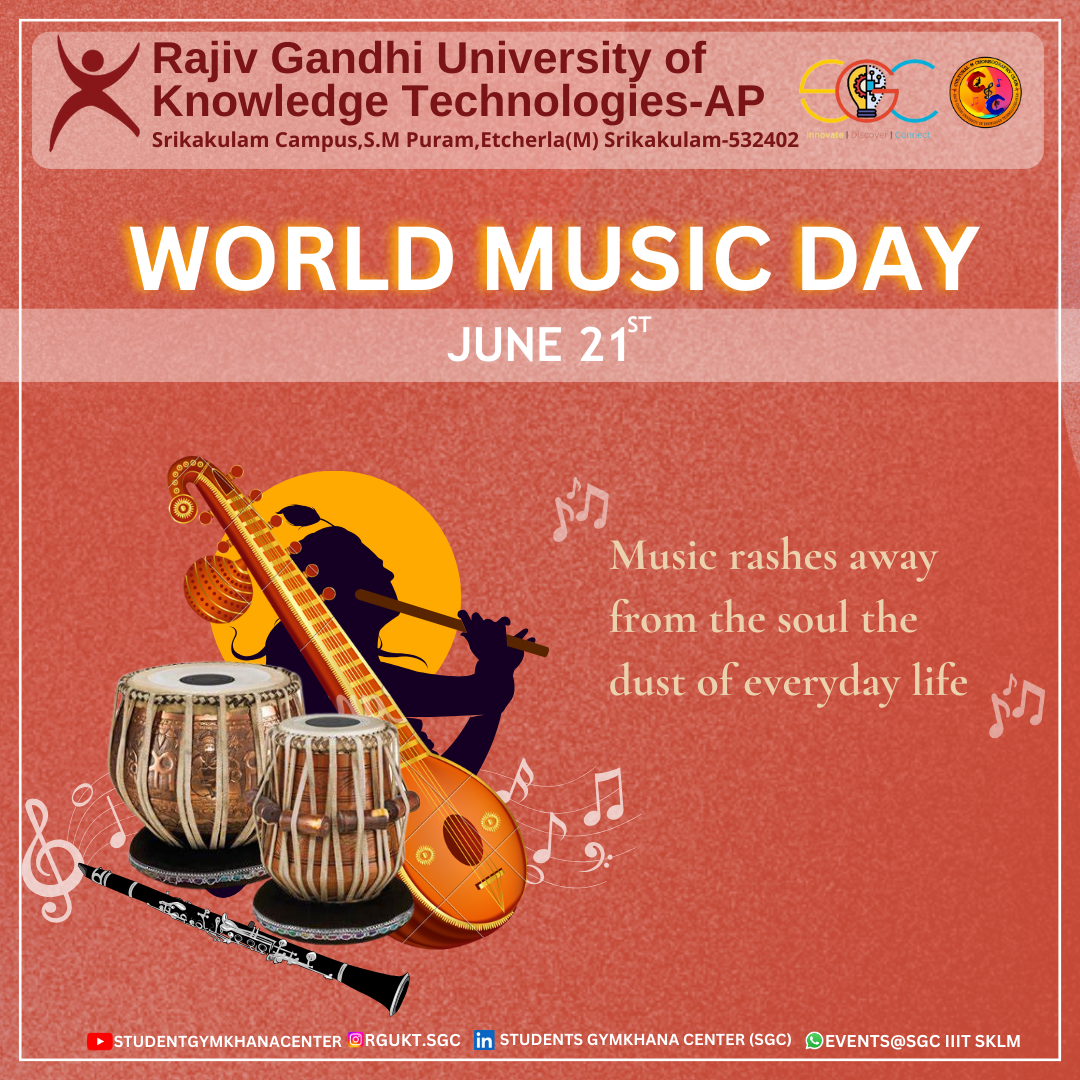 Rajiv Gandhi University of
Knowledge Technologies-AP
Srikakulam Campus,S.M Puram,Etcherla(M) Srikakulam-532402
SGC
Innovate | Discover | Connect
WORLD MUSIC DAY
JUNE 21ST
Music rashes away
from the soul the
dust of everyday life
STUDENTGYMKHANACENTER RGUKT.SGC STUDENTS GYMKHANA CENTER (SGC) EVENTS@SGC IIIT SKLM